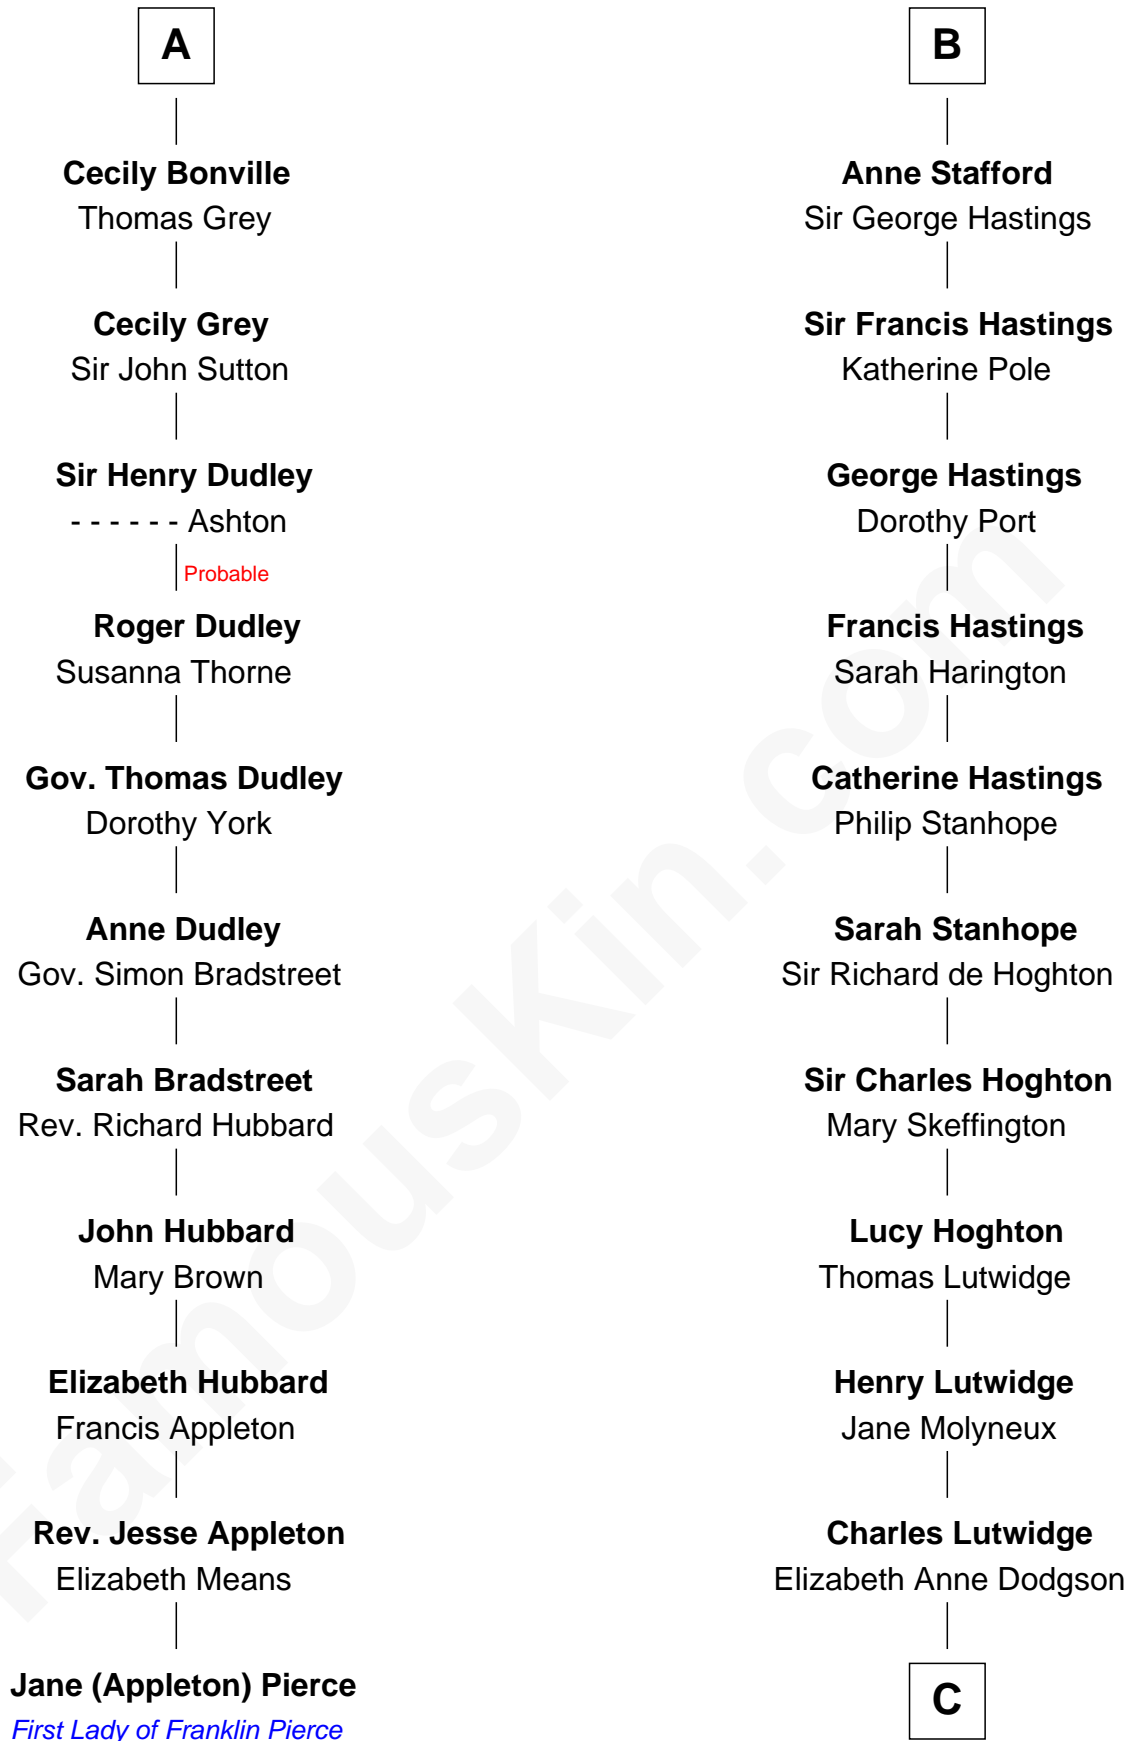 A
Cecily Bonville
Thomas Grey
Cecily Grey
Sir John Sutton
Sir Henry Dudley
- - - - - - Ashton
Probable
Roger Dudley
Susanna Thorne
Gov. Thomas Dudley
Dorothy York
Anne Dudley
Gov. Simon Bradstreet
Sarah Bradstreet
Rev. Richard Hubbard
John Hubbard
Mary Brown
Elizabeth Hubbard
Francis Appleton
Rev. Jesse Appleton
Elizabeth Means
Jane (Appleton) Pierce
First Lady of Franklin Pierce
B
Anne Stafford
Sir George Hastings
Sir Francis Hastings
Katherine Pole
George Hastings
Dorothy Port
Francis Hastings
Sarah Harington
Catherine Hastings
Philip Stanhope
Sarah Stanhope
Sir Richard de Hoghton
Sir Charles Hoghton
Mary Skeffington
Lucy Hoghton
Thomas Lutwidge
Henry Lutwidge
Jane Molyneux
Charles Lutwidge
Elizabeth Anne Dodgson
C
FamousKin.com